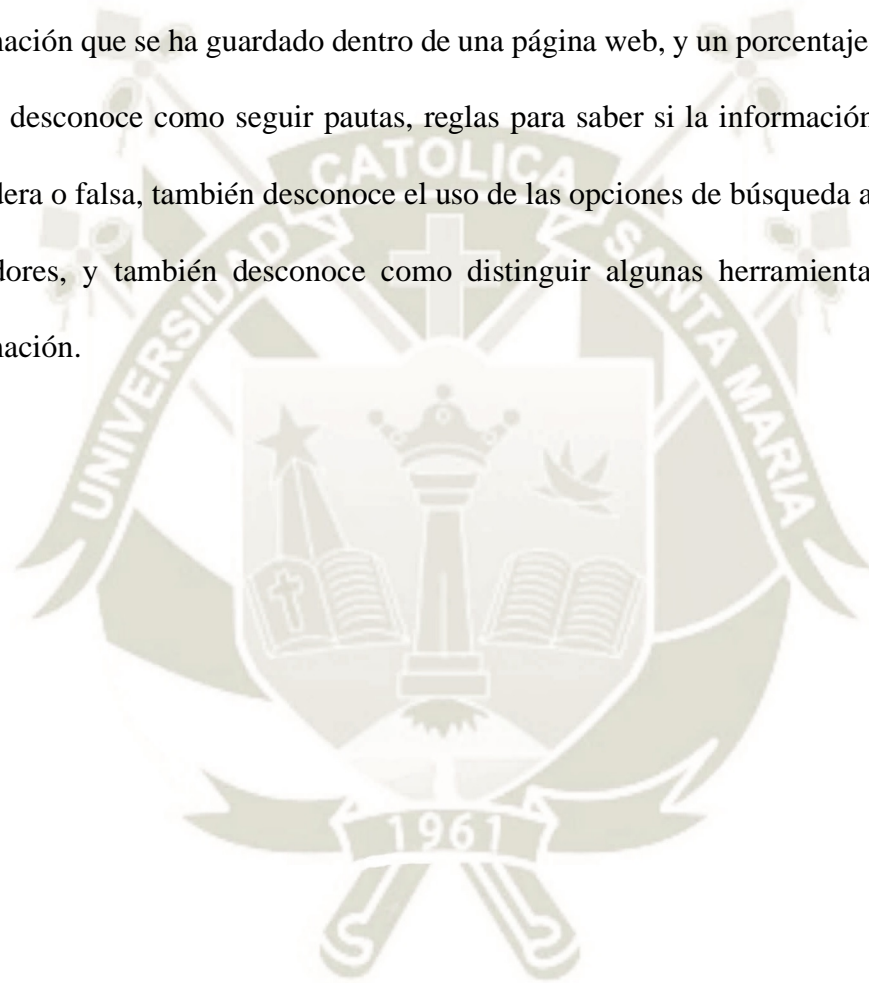 nación que se ha guardado dentro de una página web, y un porcentaje
desconoce como seguir pautas, reglas para saber si la información
dera o falsa, también desconoce el uso de las opciones de búsqueda a
dores, y también desconoce como distinguir algunas herramienta
nación.
UNIVERSIDAD CATOLICA SANTA MARIA
1961